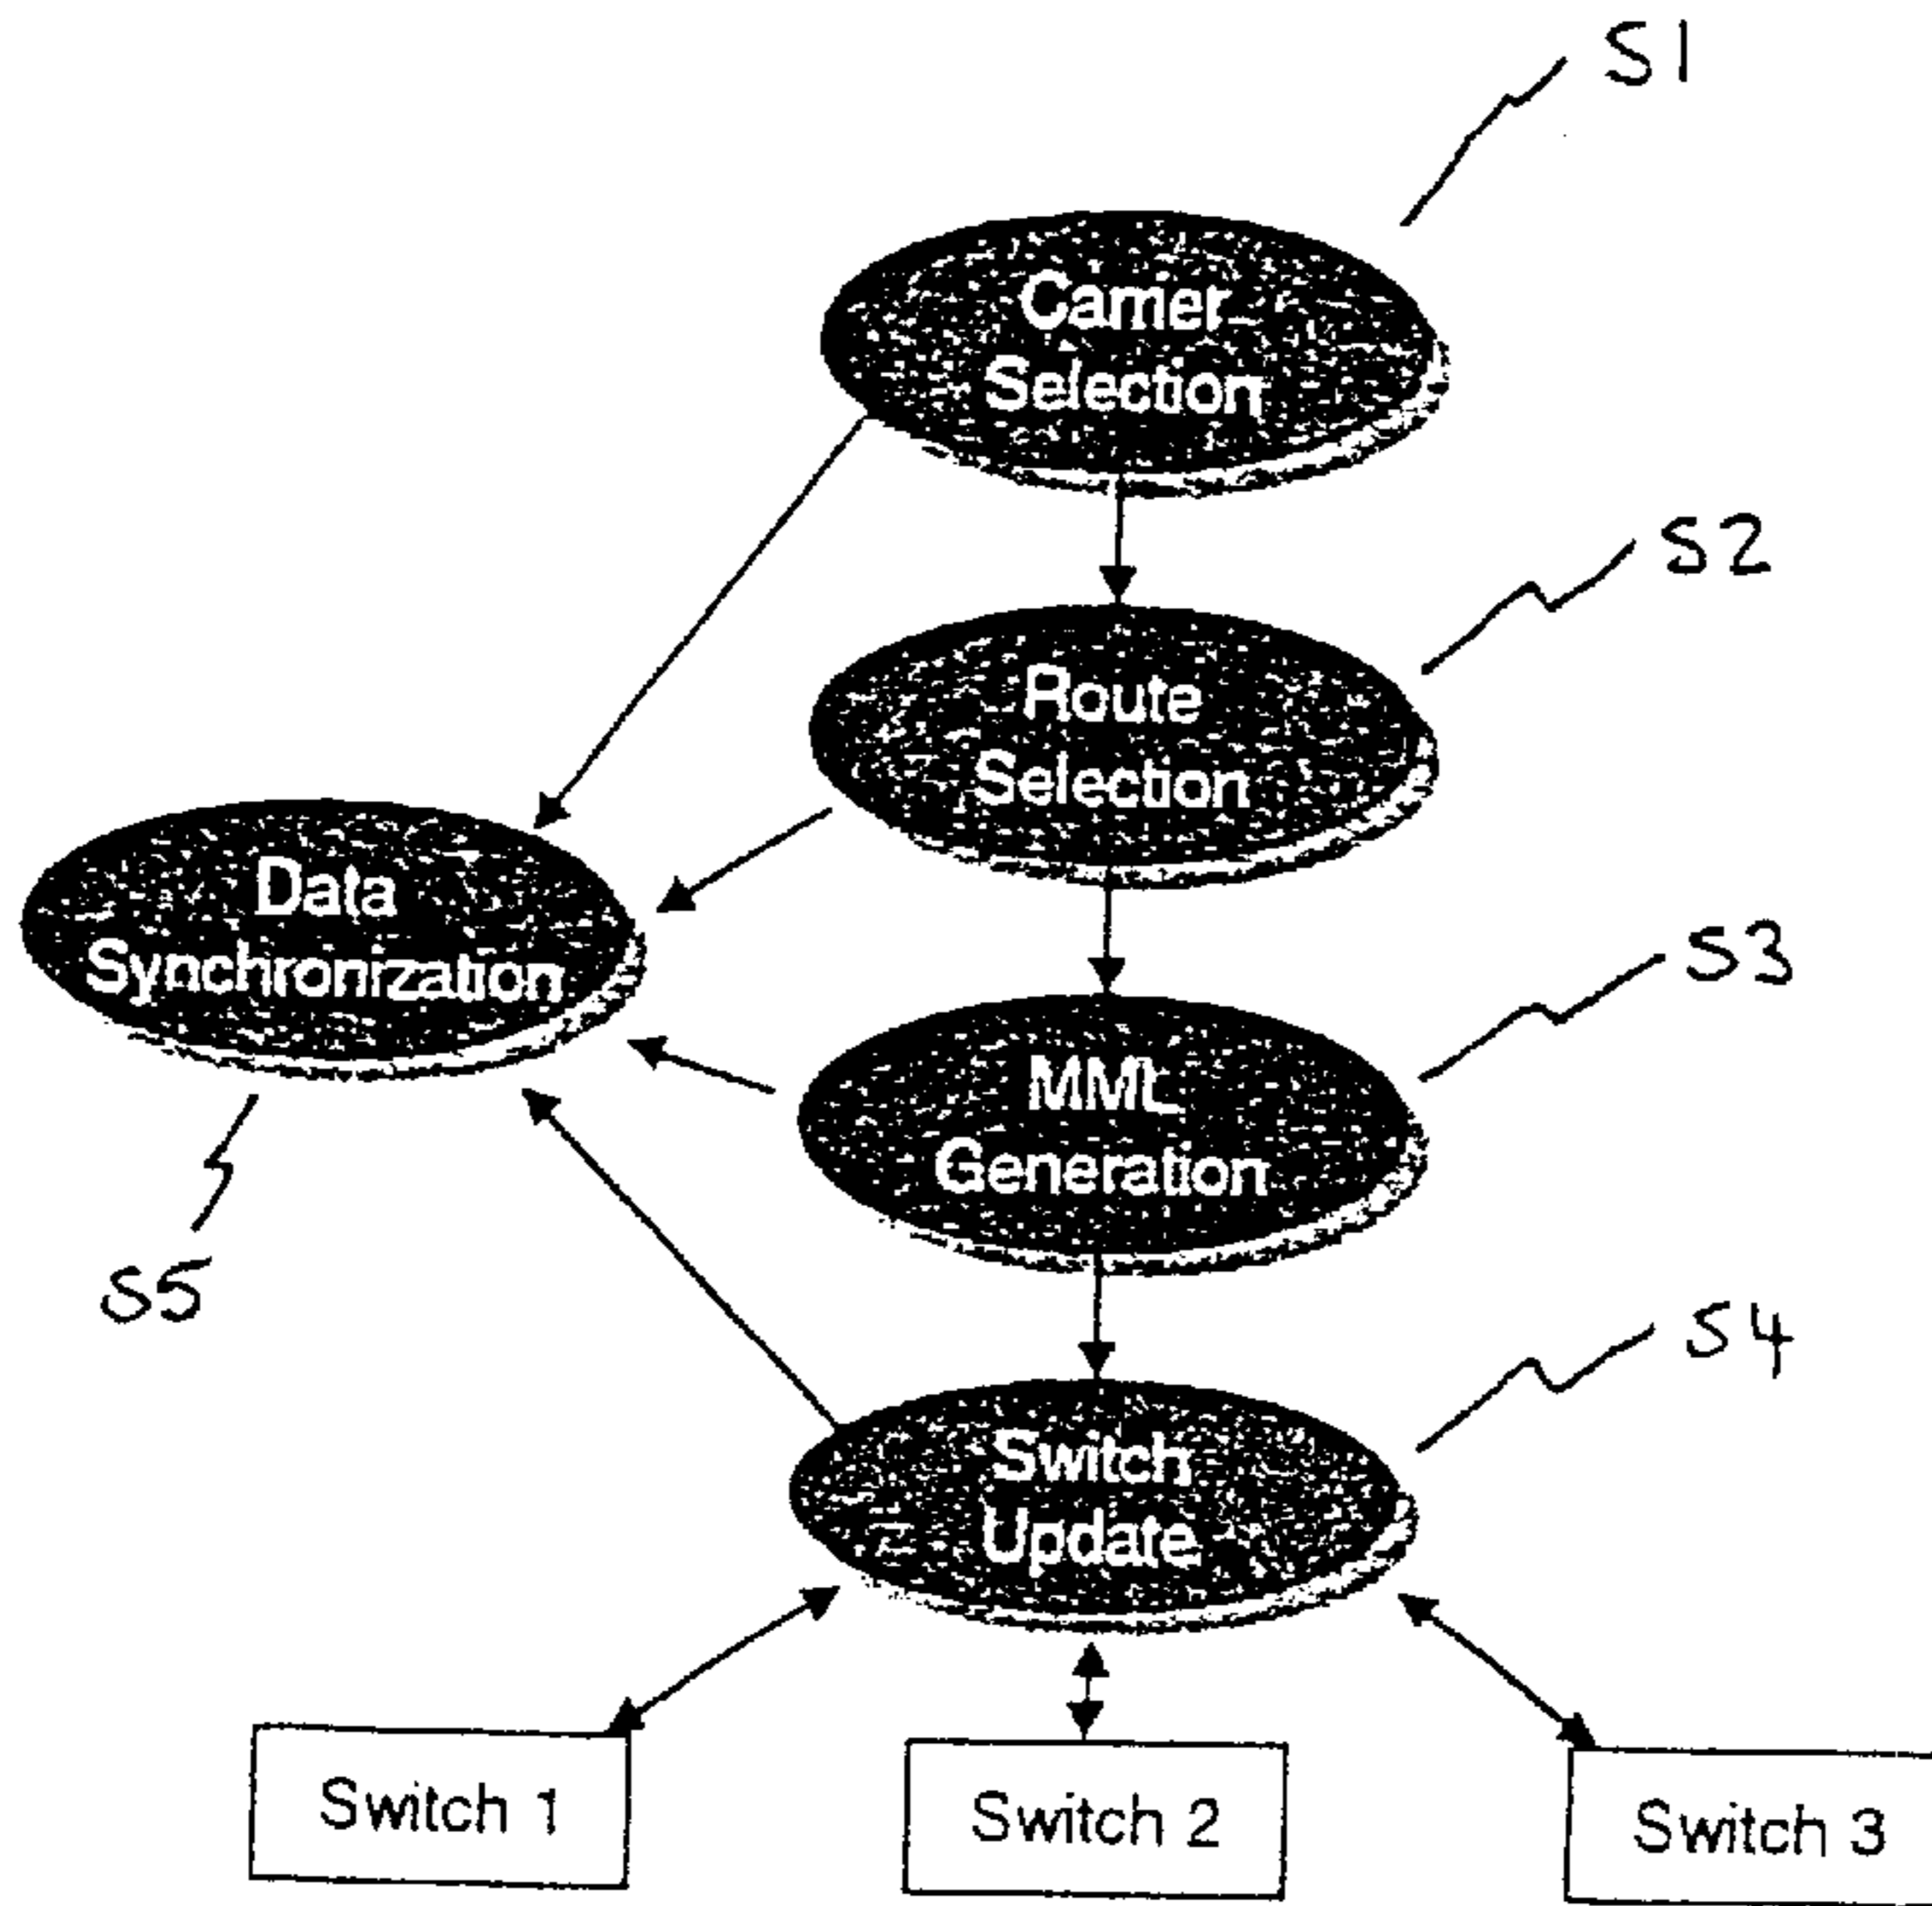 S1
Carrier
Selection
S2
Route
Selection
Data
Synchronization
S3
MML
Generation
S5
S4
Switch
Update
Switch 1
Switch 2
Switch 3